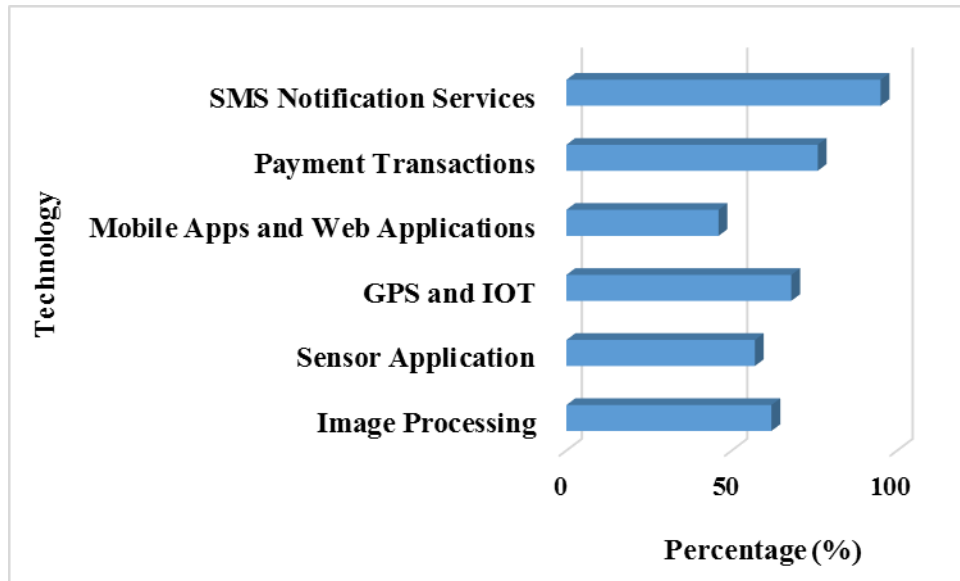 Technology
SMS Notification Services
Payment Transactions
Mobile Apps and Web Applications
GPS and IOT
Sensor Application
Image Processing
0 50 100
Percentage (%)